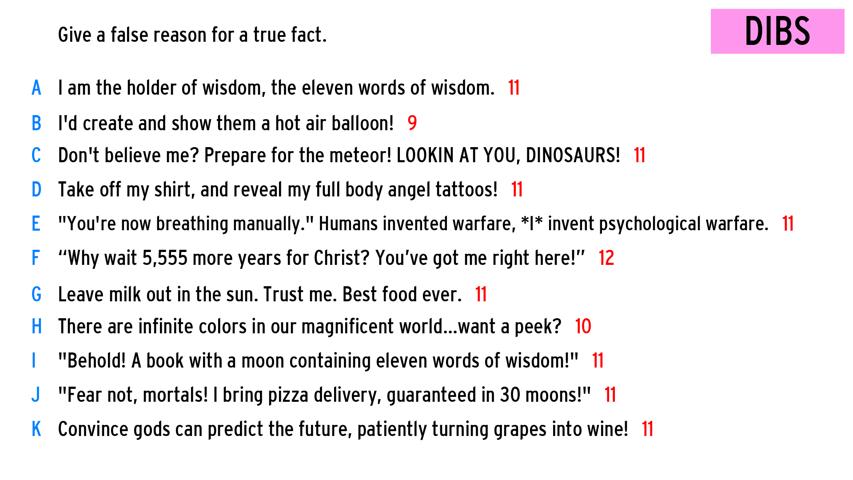 Give a false reason for a true fact.
DIBS
A I am the holder of wisdom, the eleven words of wisdom. 11
B I'd create and show them a hot air balloon! 9
C Don't believe me? Prepare for the meteor! LOOKIN AT YOU, DINOSAURS! 11
D Take off my shirt, and reveal my full body angel tattoos! 11
E "You're now breathing manually." Humans invented warfare, *I* invent psychological warfare. 11
F “Why wait 5,555 more years for Christ? You’ve got me right here!” 12
G Leave milk out in the sun. Trust me. Best food ever. 11
H There are infinite colors in our magnificent world...want a peek? 10
I "Behold! A book with a moon containing eleven words of wisdom!" 11
J "Fear not, mortals! I bring pizza delivery, guaranteed in 30 moons!" 11
K Convince gods can predict the future, patiently turning grapes into wine! 11